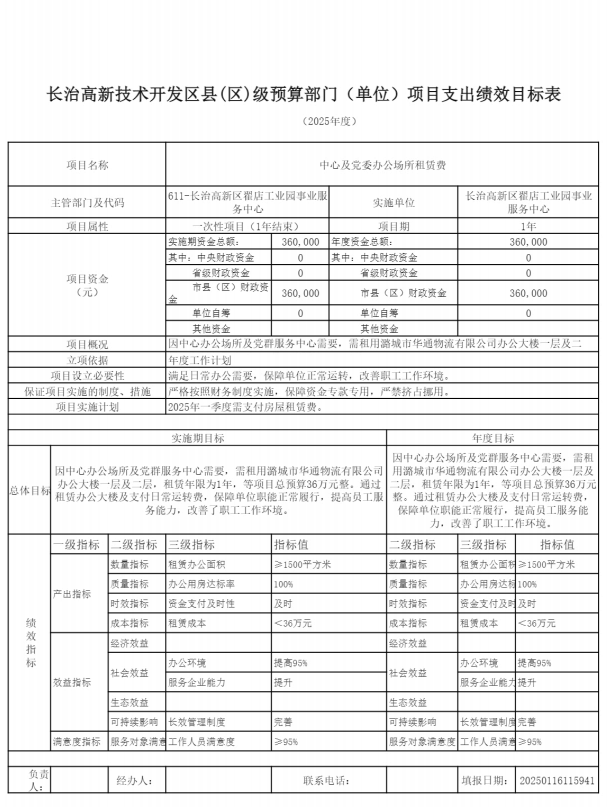 长治高新技术开发区县(区)级预算部门（单位）项目支出绩效目标表
（2025年度）
项目名称 中心及党委办公场所租赁费
主管部门及代码 611-长治高新区翟店工业园事业服务中心 实施单位 长治高新区翟店工业园事业服务中心
项目属性 一次性项目（1年结束） 项目期 1年
项目资金（元） 实施期资金总额： 360,000 年度资金总额： 360,000
其中：中央财政资金 0 其中：中央财政资金 0
省级财政资金 0 省级财政资金 0
市县（区）财政资金 360,000 市县（区）财政资金 360,000
单位自筹 0 单位自筹 0
其他资金 其他资金
项目概况 因中心办公场所及党群服务中心需要，需租用潞城市华通物流有限公司办公大楼一层及二
立项依据 年度工作计划
项目设立必要性 满足日常办公需要，保障单位正常运转，改善职工工作环境。
保证项目实施的制度、措施 严格按照财务制度实施，保障资金专款专用，严禁挤占挪用。
项目实施计划 2025年一季度需支付房屋租赁费。
实施期目标 年度目标
总体目标 因中心办公场所及党群服务中心需要，需租用潞城市华通物流有限公司办公大楼一层及二层，租赁年限为1年，等项目总预算36万元整。通过租赁办公大楼及支付日常运转费，保障单位职能正常履行，提高员工服务能力，改善了职工工作环境。 因中心办公场所及党群服务中心需要，需租用潞城市华通物流有限公司办公大楼一层及二层，租赁年限为1年，等项目总预算36万元整。通过租赁办公大楼及支付日常运转费，保障单位职能正常履行，提高员工服务能力，改善了职工工作环境。
绩效指标 一级指标 二级指标 三级指标 指标值 二级指标 三级指标 指标值
产出指标 数量指标 租赁办公面积 ≥1500平方米 数量指标 租赁办公面积 ≥1500平方米
质量指标 办公用房达标率 100% 质量指标 办公用房达标 100%
时效指标 资金支付及时性 及时 时效指标 资金支付及时 及时
成本指标 租赁成本 ＜36万元 成本指标 租赁成本 ＜36万元
效益指标 经济效益 经济效益
社会效益 办公环境 提高95% 社会效益 办公环境 提高95%
服务企业能力 提升 服务企业能力 提升
生态效益 生态效益
可持续影响 长效管理制度 完善 可持续影响 长效管理制度 完善
满意度指标 服务对象满意 工作人员满意度 ≥95% 服务对象满意度 工作人员满意 ≥95%
负责人： 经办人： 联系电话： 填报日期： 20250116115941